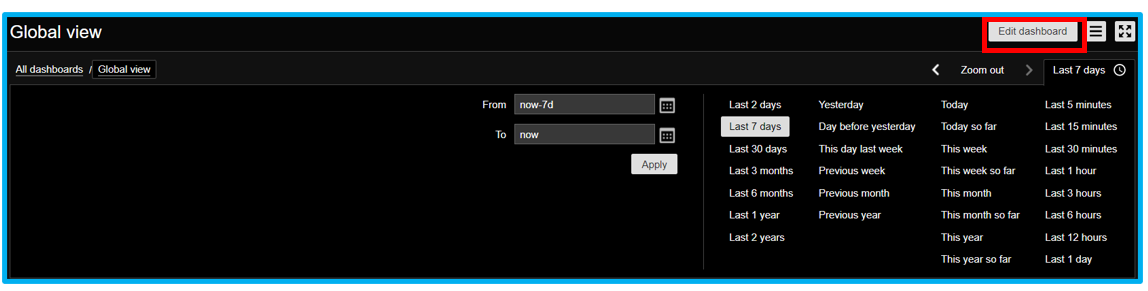 Global view
Edit dashboard
All dashboards / Global view
Zoom out
Last 7 days
From now-7d
To now
Apply
Last 2 days Yesterday Today Last 5 minutes
Last 7 days Day before yesterday Today so far Last 15 minutes
Last 30 days This day last week This week Last 30 minutes
Last 3 months Previous week This week so far Last 1 hour
Last 6 months Previous month This month Last 3 hours
Last 1 year Previous year This month so far Last 6 hours
Last 2 years This year Last 12 hours
This year so far Last 1 day